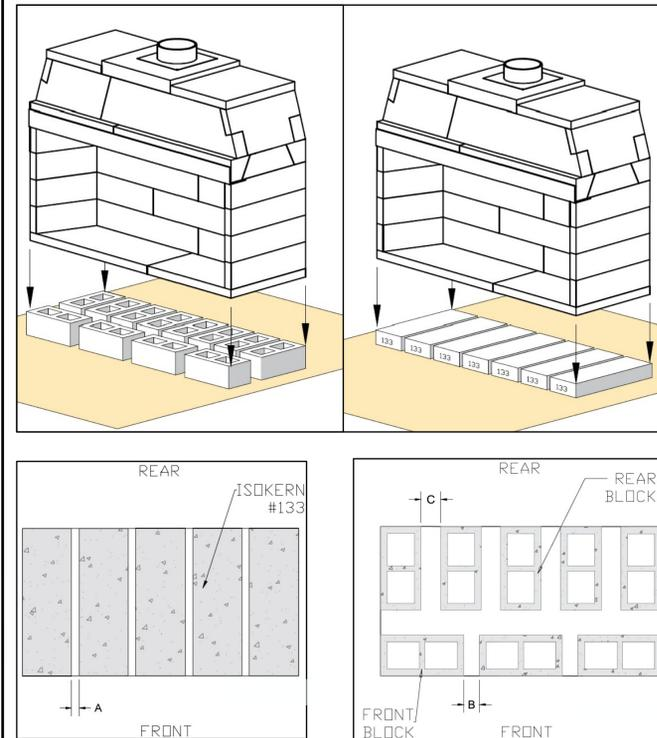 133 133 133 133 133 133 133
REAR
ISOKERN
#133
A
FRONT
REAR
REAR
BLOCK
C
B
FRONT
BLOCK
FRONT